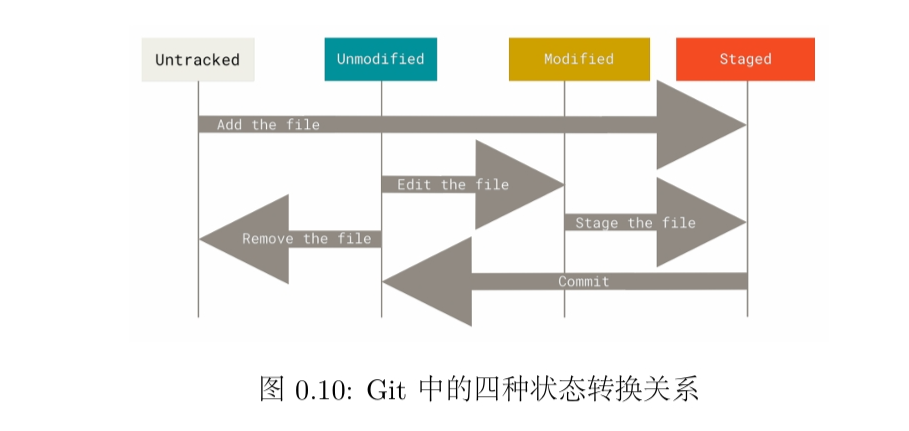 Untracked Unmodified Modified Staged
Add the file
Edit the file
Stage the file
Remove the file
Commit
图 0.10: Git 中的四种状态转换关系